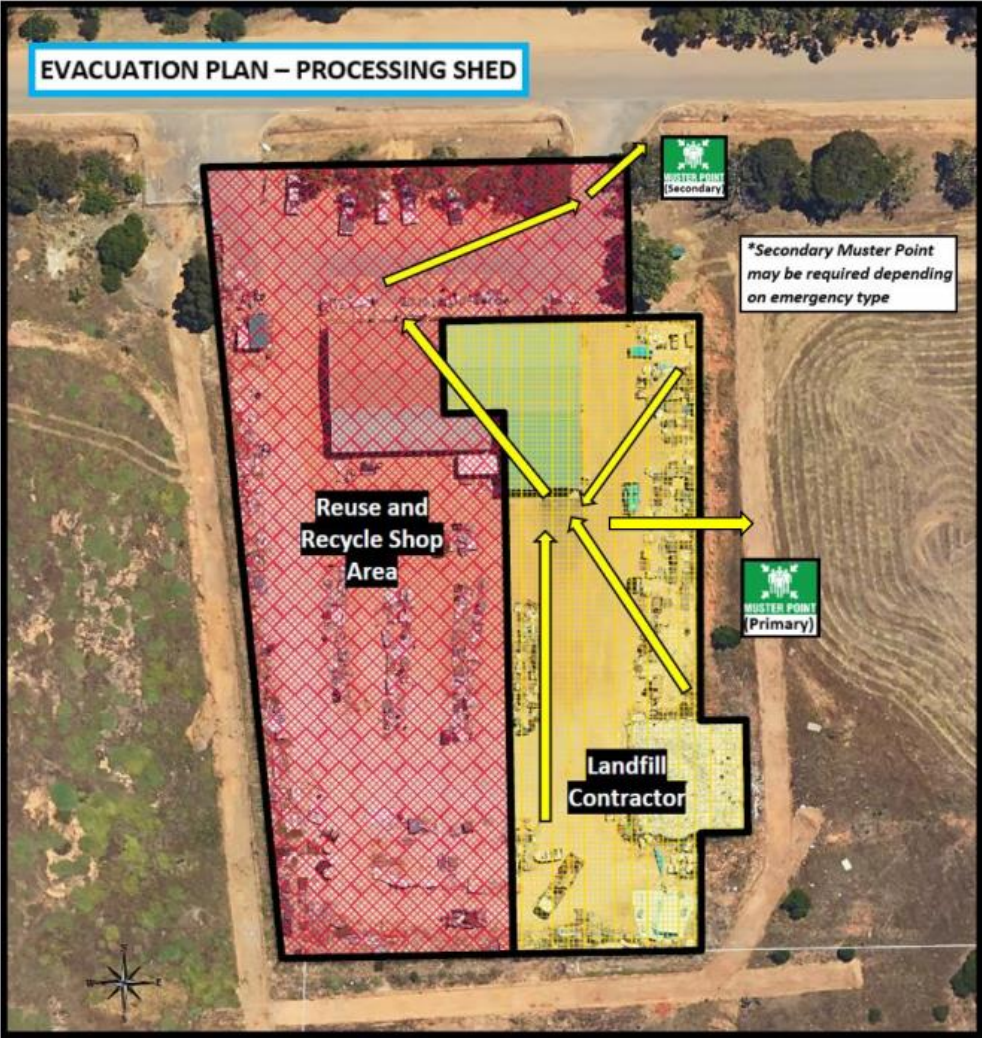 EVACUATION PLAN – PROCESSING SHED
MUSTER POINT
(Secondary)
*Secondary Muster Point
may be required depending
on emergency type
Reuse and
Recycle Shop
Area
MUSTER POINT
(Primary)
Landfill
Contractor
N
W
E
S